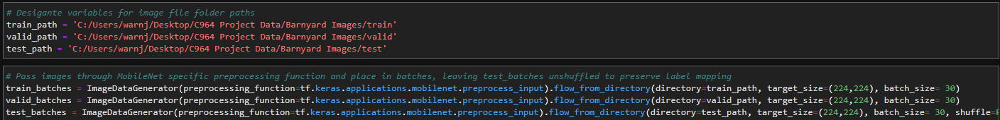 # Desigante variables for image file folder paths
train_path = 'C:/Users/warnj/Desktop/C964 Project Data/Barnyard Images/train'
valid_path = 'C:/Users/warnj/Desktop/C964 Project Data/Barnyard Images/valid'
test_path = 'C:/Users/warnj/Desktop/C964 Project Data/Barnyard Images/test'
# Pass images through MobileNet specific preprocessing function and place in batches, leaving test_batches unshuffled to preserve label mapping
train_batches = ImageDataGenerator(preprocessing_function=tf.keras.applications.mobilenet.preprocess_input).flow_from_directory(directory=train_path, target_size=(224,224), batch_size= 30)
valid_batches = ImageDataGenerator(preprocessing_function=tf.keras.applications.mobilenet.preprocess_input).flow_from_directory(directory=valid_path, target_size=(224,224), batch_size= 30)
test_batches = ImageDataGenerator(preprocessing_function=tf.keras.applications.mobilenet.preprocess_input).flow_from_directory(directory=test_path, target_size=(224,224), batch_size= 30, shuffle=